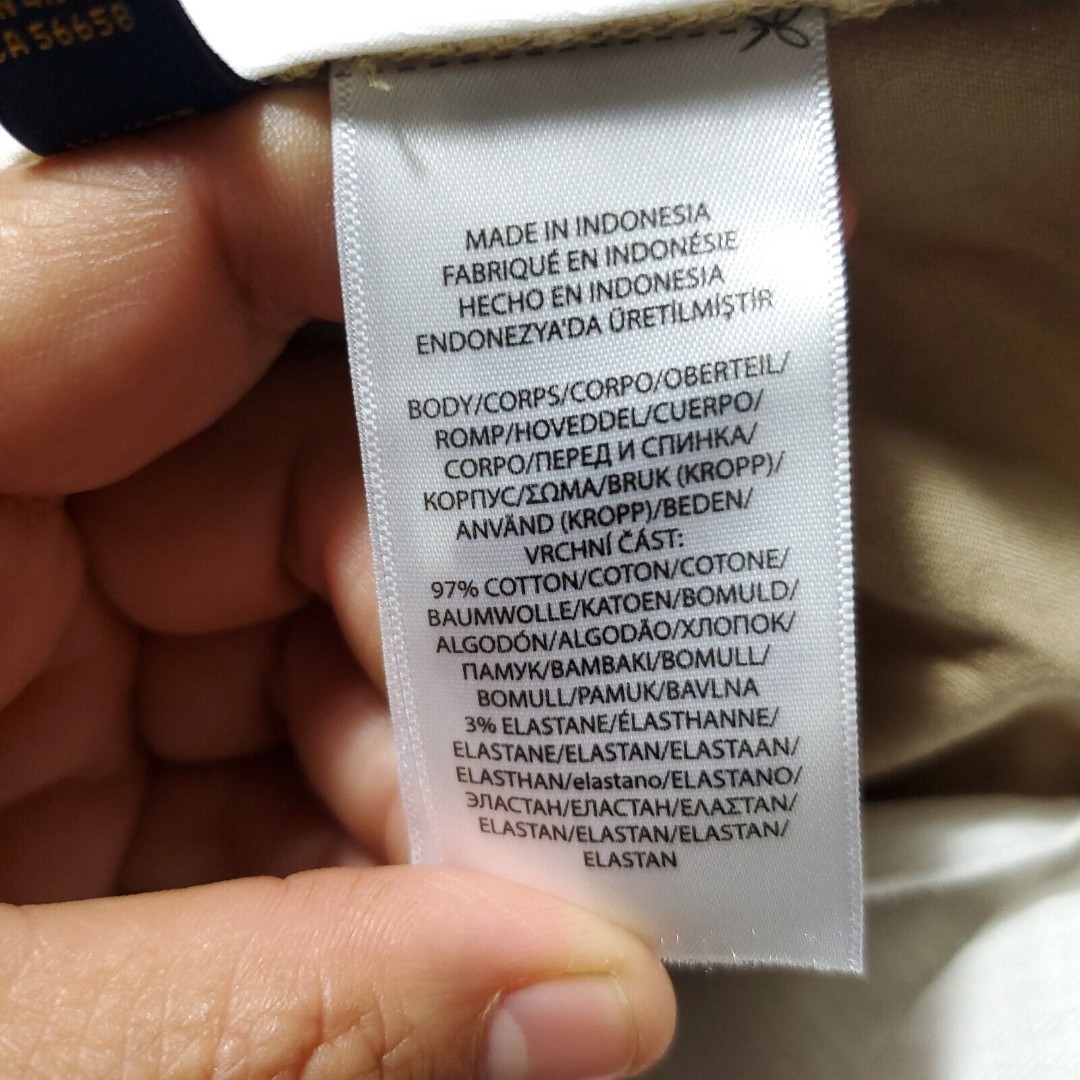 CA 56658
MADE IN INDONESIA
FABRIQUÉ EN INDONÉSIE
HECHO EN INDONESIA
ENDONEZYA'DA ÜRETİLMİŞTİR
BODY/CORPS/CORPO/OBERTEIL/
ROMP/HOVEDDEL/CUERPO/
CORPO/ПЕРЕД И СПИНКА/
КОРПУС/ΣΩΜΑ/BRUK (KROPP)/
ANVÄND (KROPP)/BEDEN/
VRCHNÍ ČÁST:
97% COTTON/COTON/COTONE/
BAUMWOLLE/KATOEN/BOMULD/
ALGODÓN/ALGODÃO/ХЛОПОК/
ПАМУК/ΒΑΜΒΑΚΙ/BOMULL/
BOMULL/PAMUK/BAVLNA
3% ELASTANE/ÉLASTHANNE/
ELASTANE/ELASTAN/ELASTAAN/
ELASTHAN/elastano/ELASTANO/
ЭЛАСТАН/ЕЛАСТАН/ΕΛΑΣΤΑΝ/
ELASTAN/ELASTAN/ELASTAN/
ELASTAN